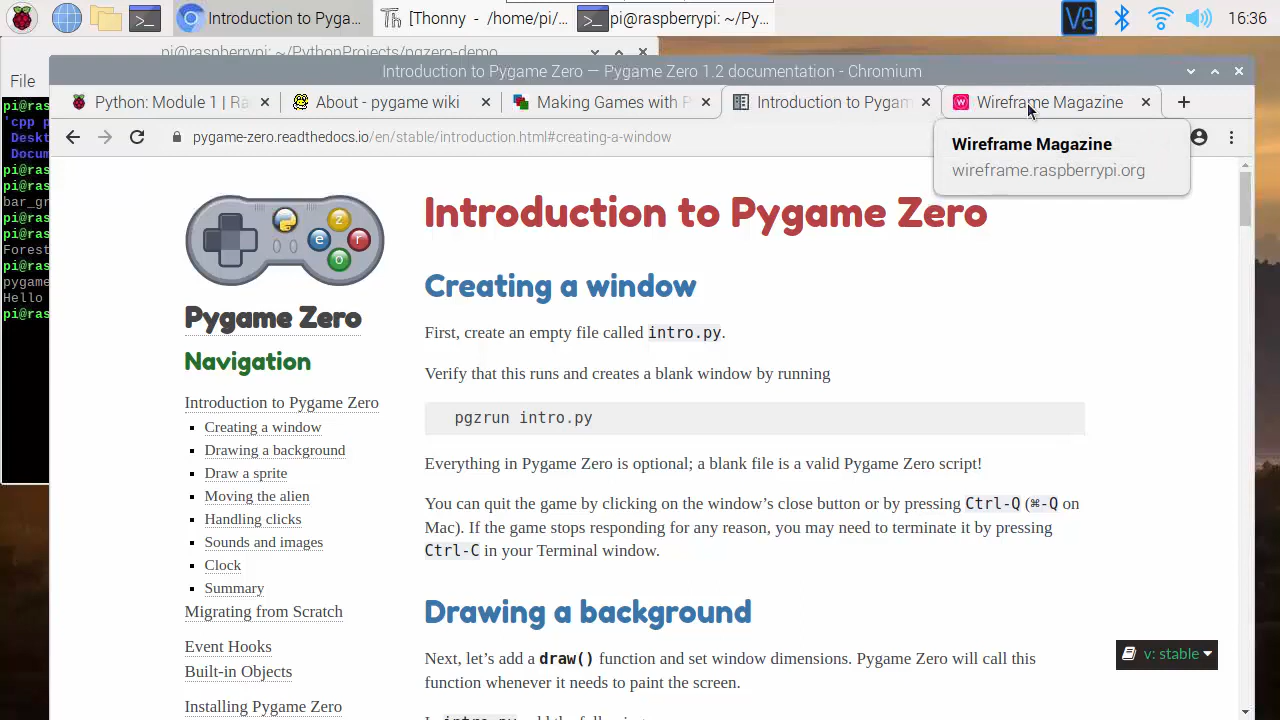 Introduction to Pyga…
[Thonny - /home/pi/…
pi@raspberrypi: ~/Py…
16:36
pi@raspberrypi: ~/PythonProjects/pgzero-demo
File
Introduction to Pygame Zero — Pygame Zero 1.2 documentation - Chromium
Python: Module 1 | Ra
About - pygame wiki
Making Games with P
Introduction to Pygam
Wireframe Magazine
pygame-zero.readthedocs.io/en/stable/introduction.html#creating-a-window
Wireframe Magazine
wireframe.raspberrypi.org
pi@ras
'cpp p
Deskt
Docum
pi@ras
pi@ras
bar_gr
pi@ras
pi@ras
Forest
pi@ras
pygame
Hello
pi@ras
z
e
r
o
Pygame Zero
Navigation
Introduction to Pygame Zero
Creating a window
Drawing a background
Draw a sprite
Moving the alien
Handling clicks
Sounds and images
Clock
Summary
Migrating from Scratch
Event Hooks
Built-in Objects
Installing Pygame Zero
Introduction to Pygame Zero
Creating a window
First, create an empty file called intro.py.
Verify that this runs and creates a blank window by running
pgzrun intro.py
Everything in Pygame Zero is optional; a blank file is a valid Pygame Zero script!
You can quit the game by clicking on the window's close button or by pressing Ctrl-Q (⌘-Q on
Mac). If the game stops responding for any reason, you may need to terminate it by pressing
Ctrl-C in your Terminal window.
Drawing a background
Next, let's add a draw() function and set window dimensions. Pygame Zero will call this
function whenever it needs to paint the screen.
v: stable